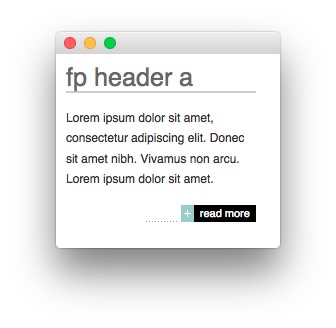 fp header a
Lorem ipsum dolor sit amet,
consectetur adipiscing elit. Donec
sit amet nibh. Vivamus non arcu.
Lorem ipsum dolor sit amet.
+ read more